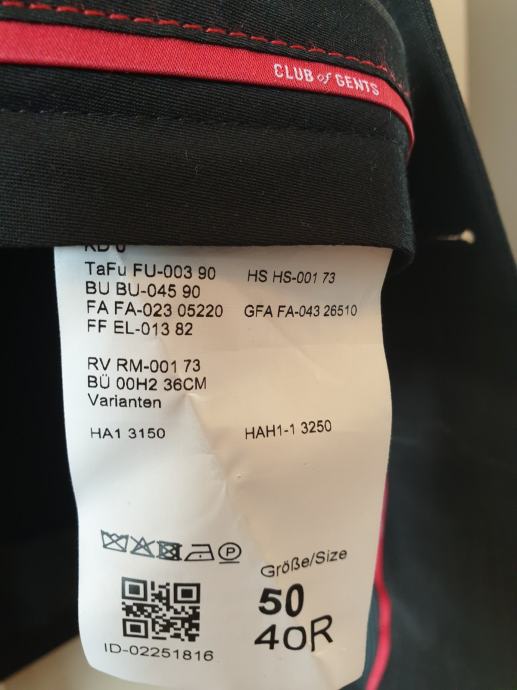 CLUB of GENTS
KD 0
TaFu FU-003 90 HS HS-001 73
BU BU-045 90
FA FA-023 05220 GFA FA-043 26510
FF EL-013 82
RV RM-001 73
BÜ 00H2 36CM
Varianten
HA1 3150 HAH1-1 3250
P
Größe/Size
50
40R
ID-02251816